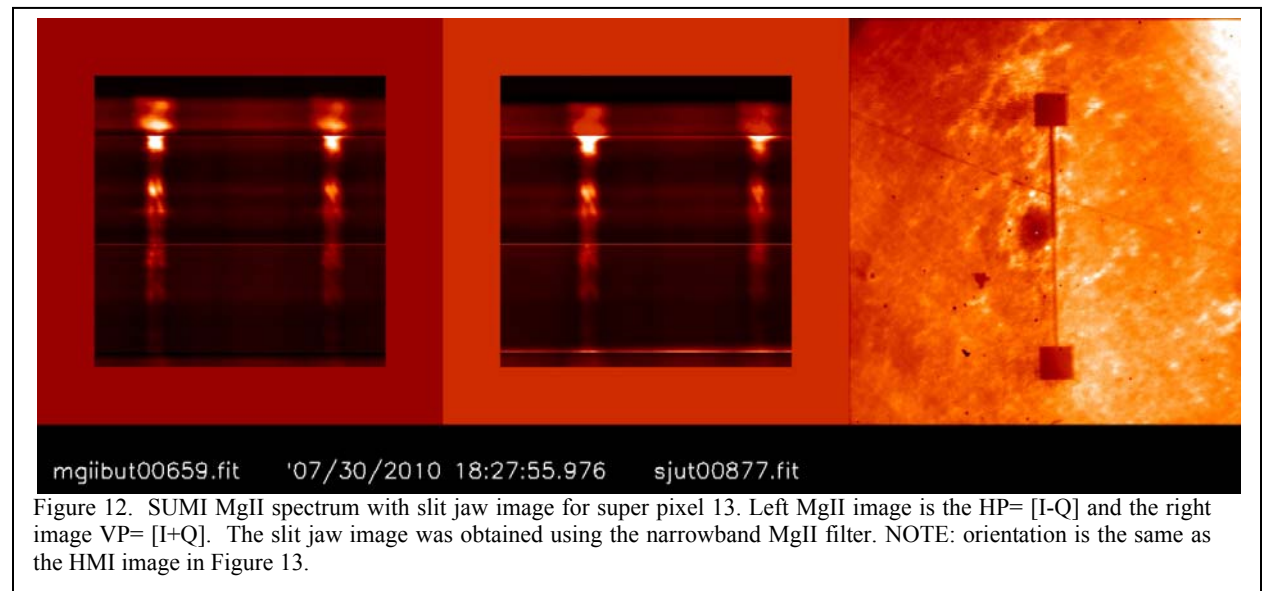 mgiibut00659.fit '07/30/2010 18:27:55.976 sjut00877.fit
Figure 12. SUMI MgII spectrum with slit jaw image for super pixel 13. Left MgII image is the HP= [I-Q] and the right
image VP= [I+Q]. The slit jaw image was obtained using the narrowband MgII filter. NOTE: orientation is the same as
the HMI image in Figure 13.